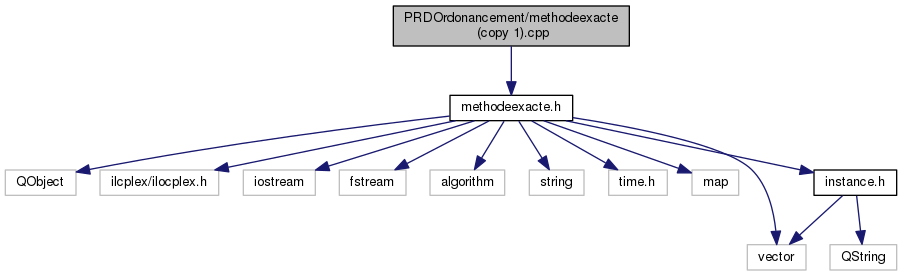 PRDOrdonancement/methodeexacte
(copy 1).cpp
methodeexacte.h
QObject
ilcplex/ilocplex.h
iostream
fstream
algorithm
string
time.h
map
instance.h
vector
QString